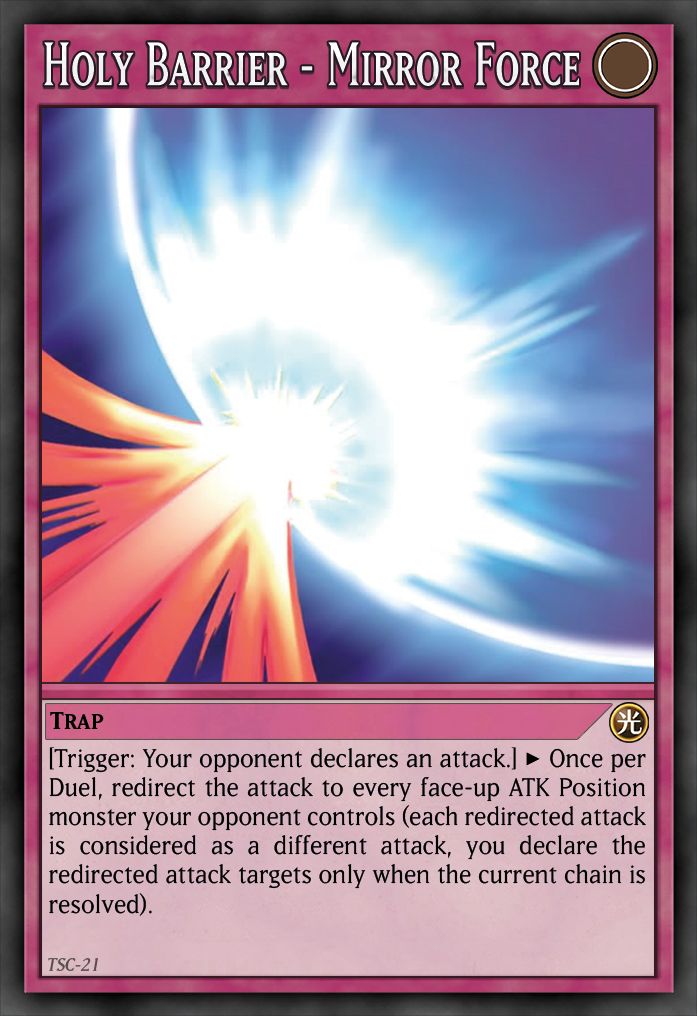 Holy Barrier - Mirror Force
Trap
光
[Trigger: Your opponent declares an attack.] ► Once per
Duel, redirect the attack to every face-up ATK Position
monster your opponent controls (each redirected attack
is considered as a different attack, you declare the
redirected attack targets only when the current chain is
resolved).
TSC-21